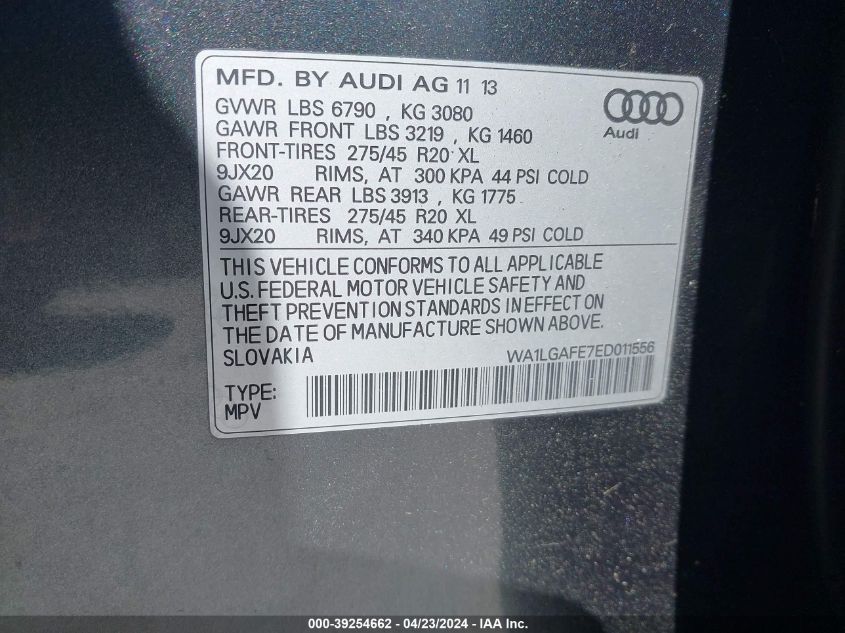 MFD. BY AUDI AG 11 13
GVWR LBS 6790 , KG 3080
GAWR FRONT LBS 3219 , KG 1460
FRONT-TIRES 275/45 R20 XL
9JX20 RIMS, AT 300 KPA 44 PSI COLD
GAWR REAR LBS 3913 , KG 1775
REAR-TIRES 275/45 R20 XL
9JX20 RIMS, AT 340 KPA 49 PSI COLD
Audi
THIS VEHICLE CONFORMS TO ALL APPLICABLE
U.S. FEDERAL MOTOR VEHICLE SAFETY AND
THEFT PREVENTION STANDARDS IN EFFECT ON
THE DATE OF MANUFACTURE SHOWN ABOVE.
SLOVAKIA WA1LGAFE7ED011556
TYPE:
MPV
000-39254662 - 04/23/2024 - IAA Inc.